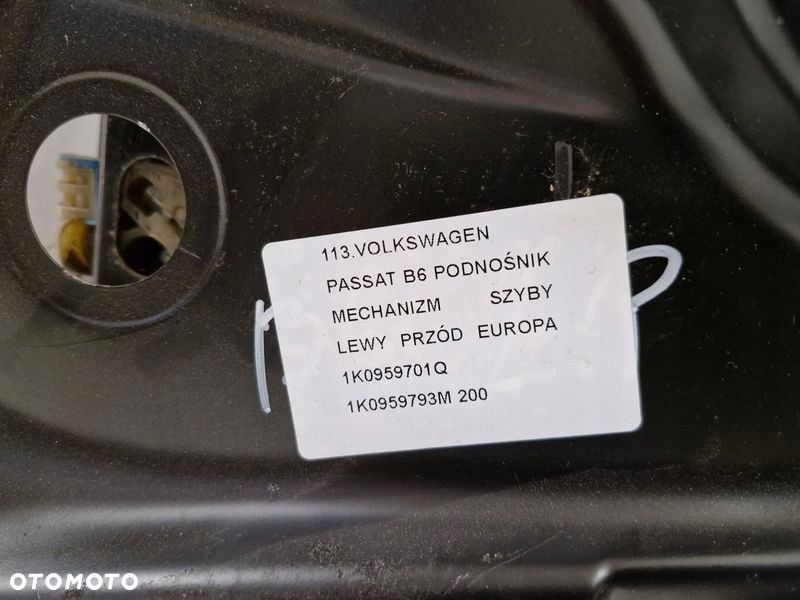 113.VOLKSWAGEN
PASSAT B6 PODNOŚNIK
MECHANIZM SZYBY
LEWY PRZÓD EUROPA
1K0959701Q
1K0959793M 200
OTOMOTO